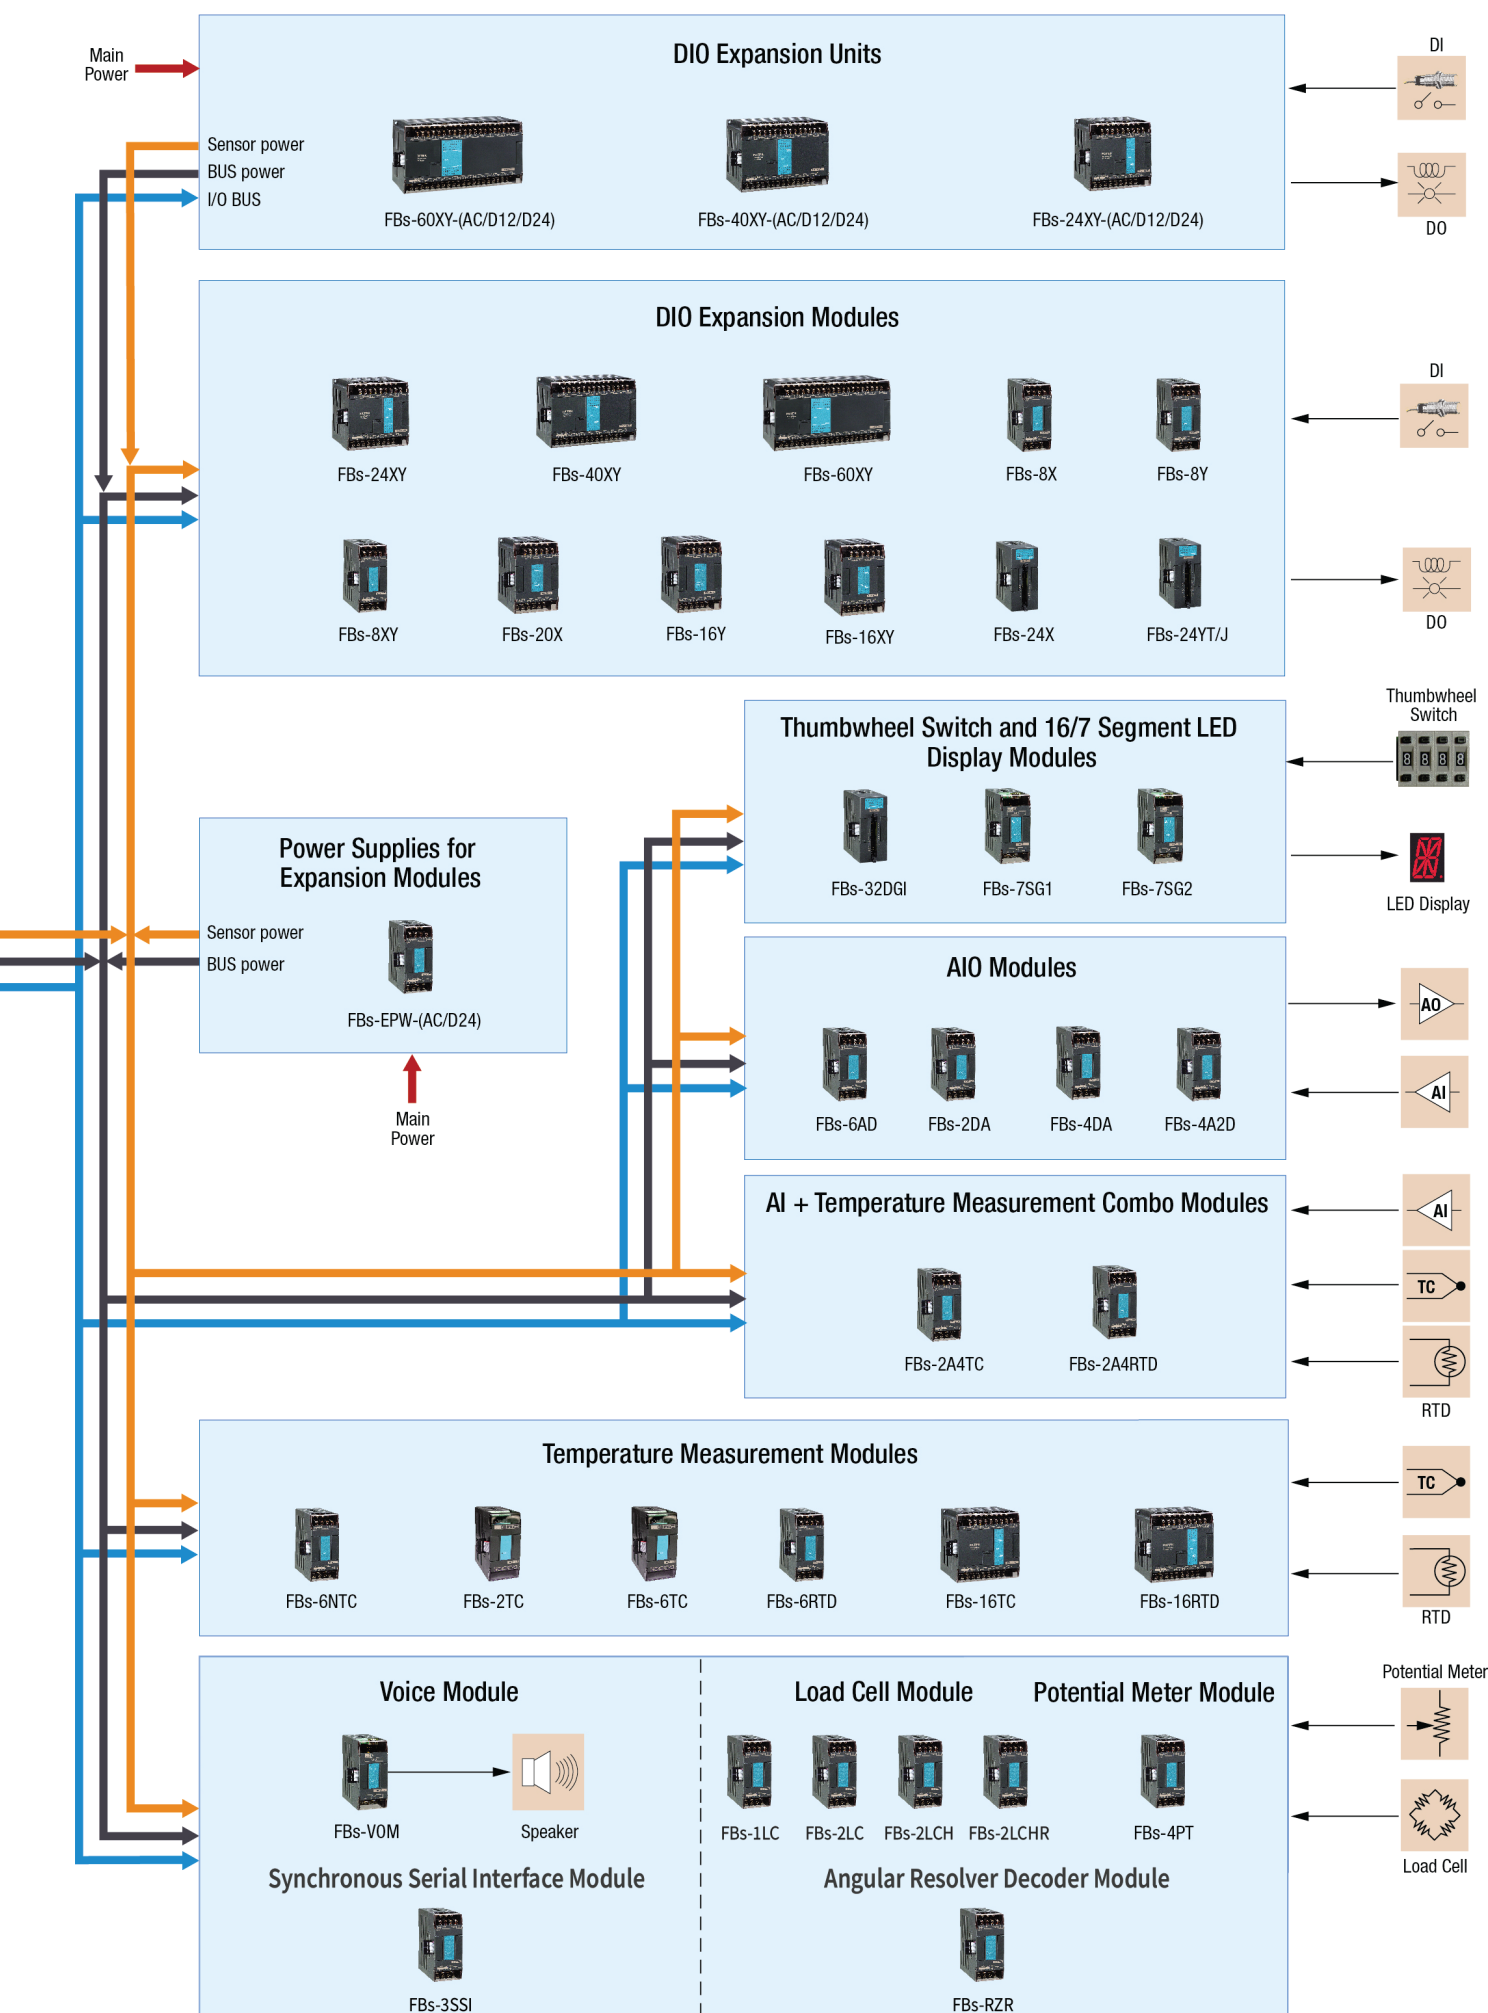 DIO Expansion Units
Main
Power
DI
Sensor power
BUS power
I/O BUS
FBs-60XY-(AC/D12/D24)
FBs-40XY-(AC/D12/D24)
FBs-24XY-(AC/D12/D24)
DO
DIO Expansion Modules
DI
FBs-24XY
FBs-40XY
FBs-60XY
FBs-8X
FBs-8Y
FBs-8XY
FBs-20X
FBs-16Y
FBs-16XY
FBs-24X
FBs-24YT/J
DO
Thumbwheel Switch and 16/7 Segment LED
Display Modules
Thumbwheel
Switch
8 8 8 8
FBs-32DGI
FBs-7SG1
FBs-7SG2
LED Display
Power Supplies for
Expansion Modules
Sensor power
BUS power
FBs-EPW-(AC/D24)
Main
Power
AIO Modules
AO
AI
FBs-6AD
FBs-2DA
FBs-4DA
FBs-4A2D
AI + Temperature Measurement Combo Modules
AI
TC
FBs-2A4TC
FBs-2A4RTD
RTD
Temperature Measurement Modules
TC
FBs-6NTC
FBs-2TC
FBs-6TC
FBs-6RTD
FBs-16TC
FBs-16RTD
RTD
Voice Module
Load Cell Module
Potential Meter Module
Potential Meter
FBs-VOM
Speaker
FBs-1LC
FBs-2LC
FBs-2LCH
FBs-2LCHR
FBs-4PT
Load Cell
Synchronous Serial Interface Module
Angular Resolver Decoder Module
FBs-3SSI
FBs-RZR